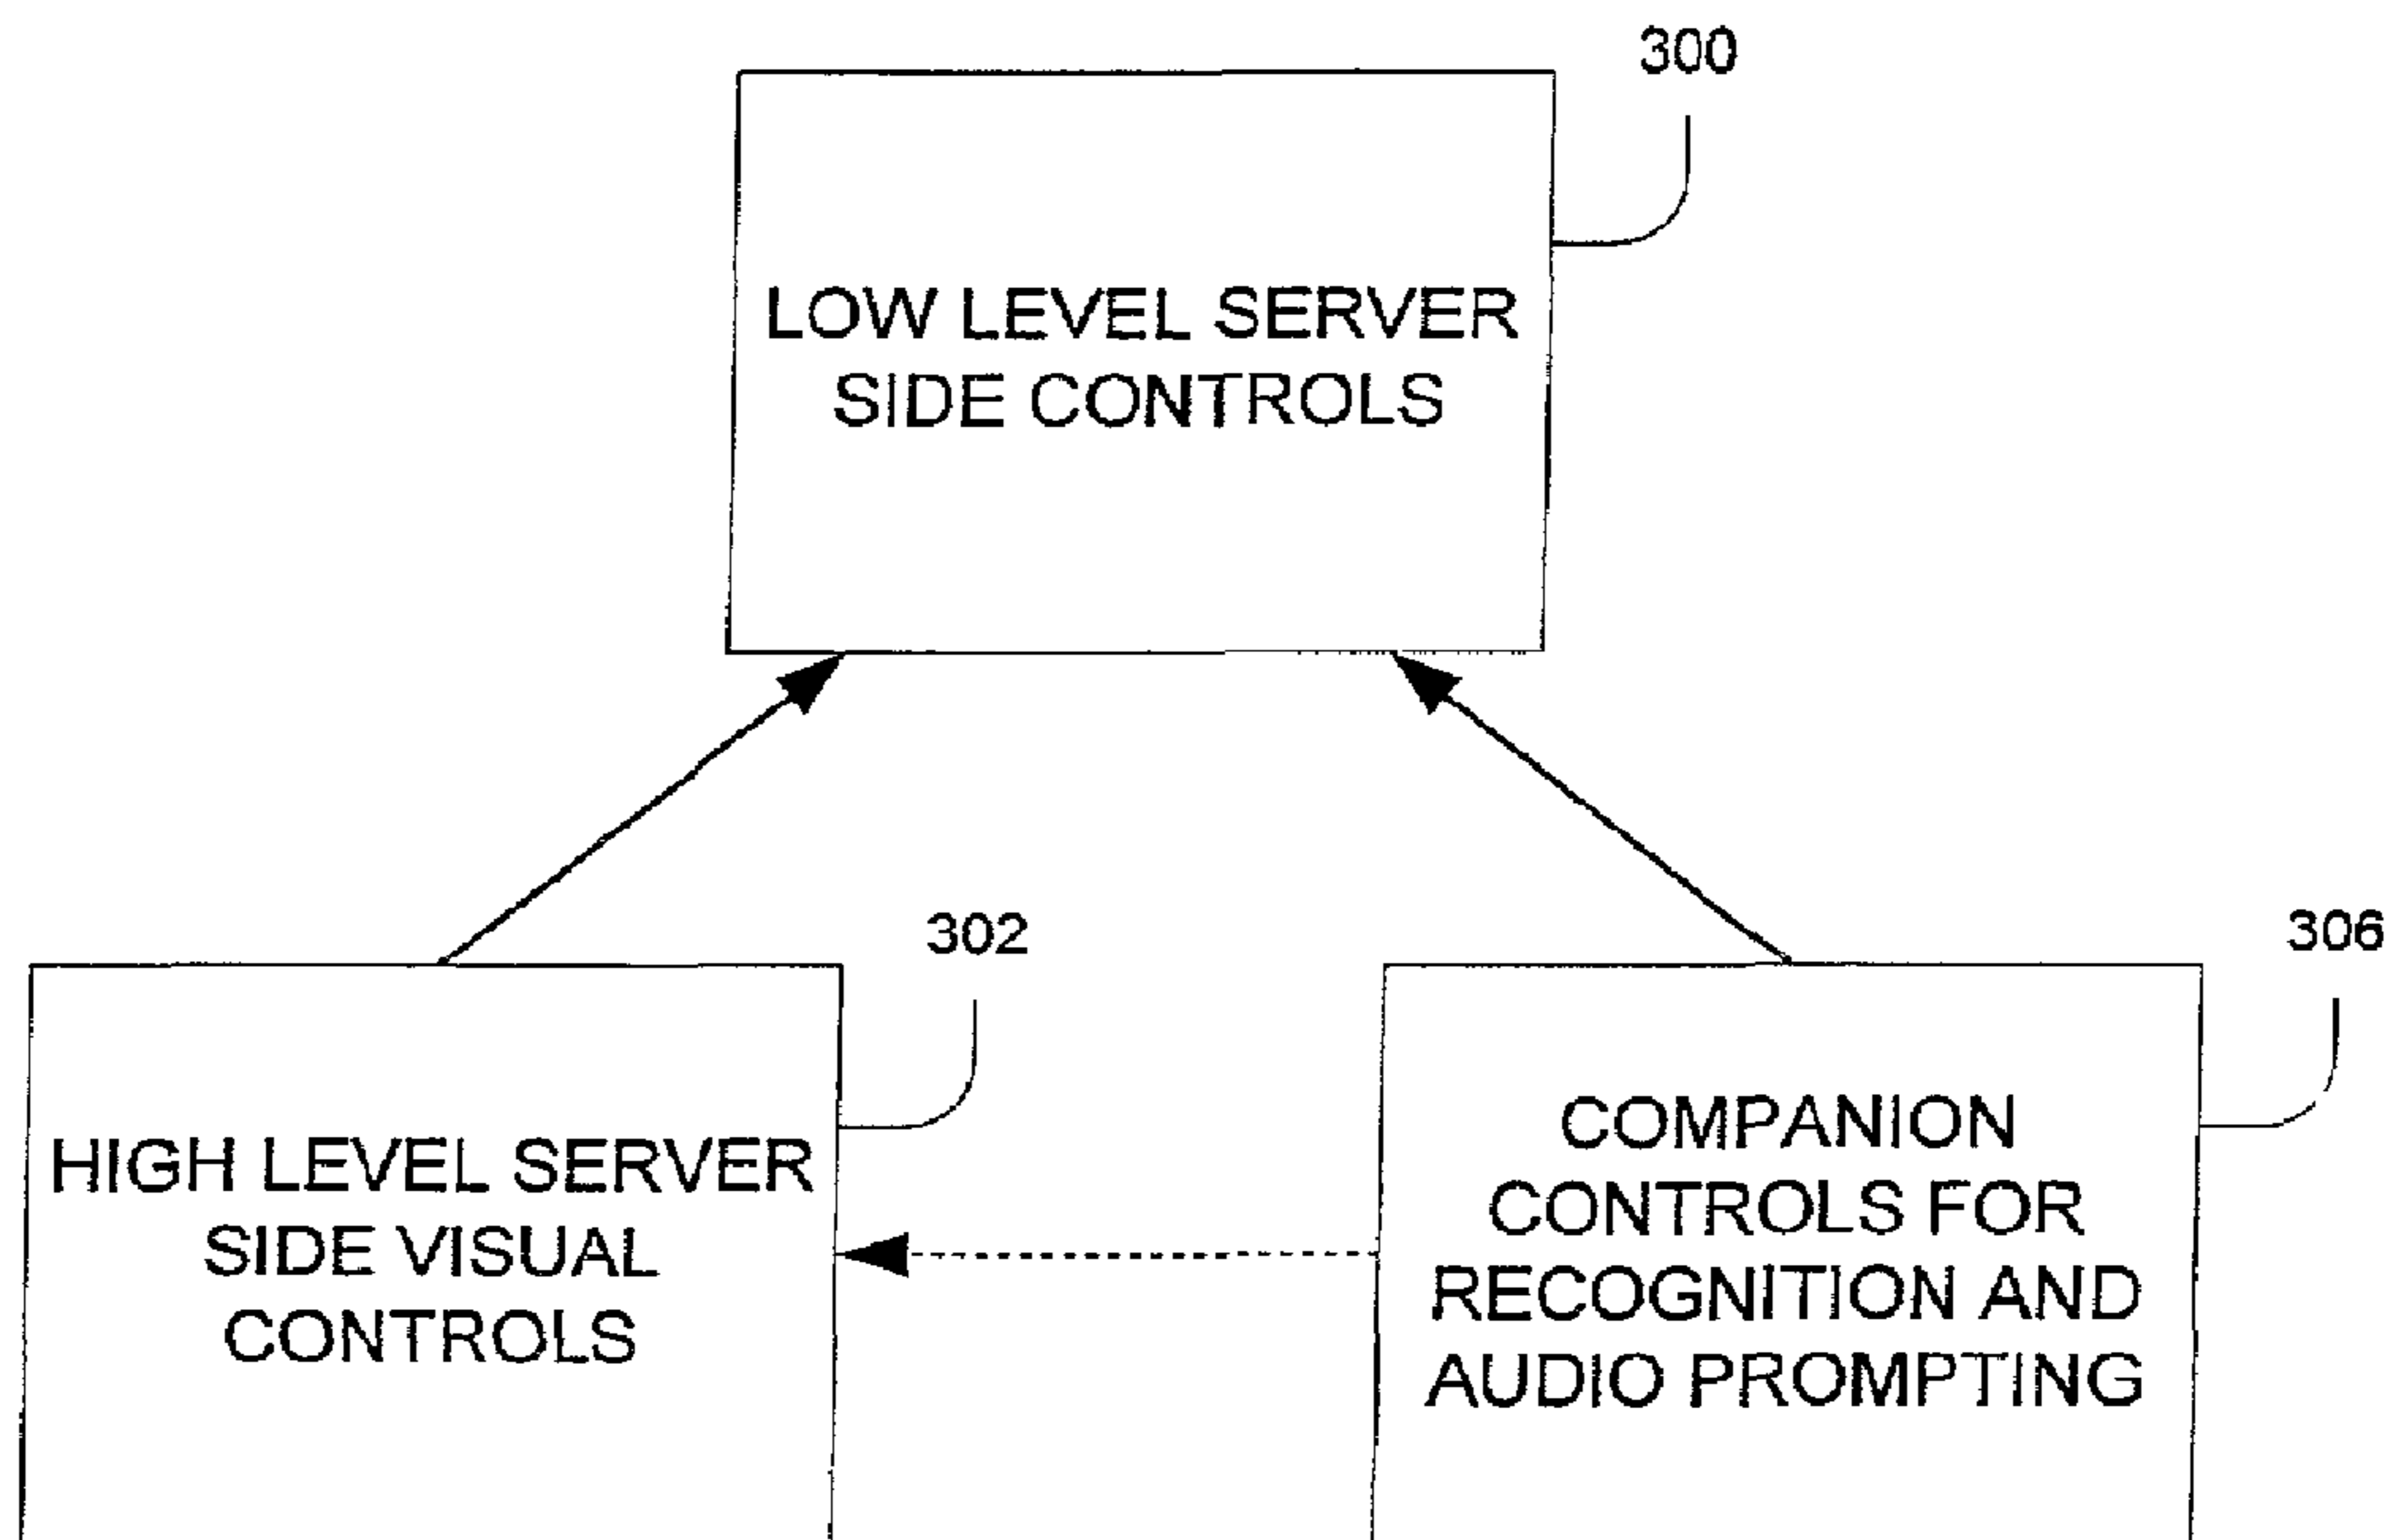 300
LOW LEVEL SERVER
SIDE CONTROLS
302
306
HIGH LEVEL SERVER
SIDE VISUAL
CONTROLS
COMPANION
CONTROLS FOR
RECOGNITION AND
AUDIO PROMPTING